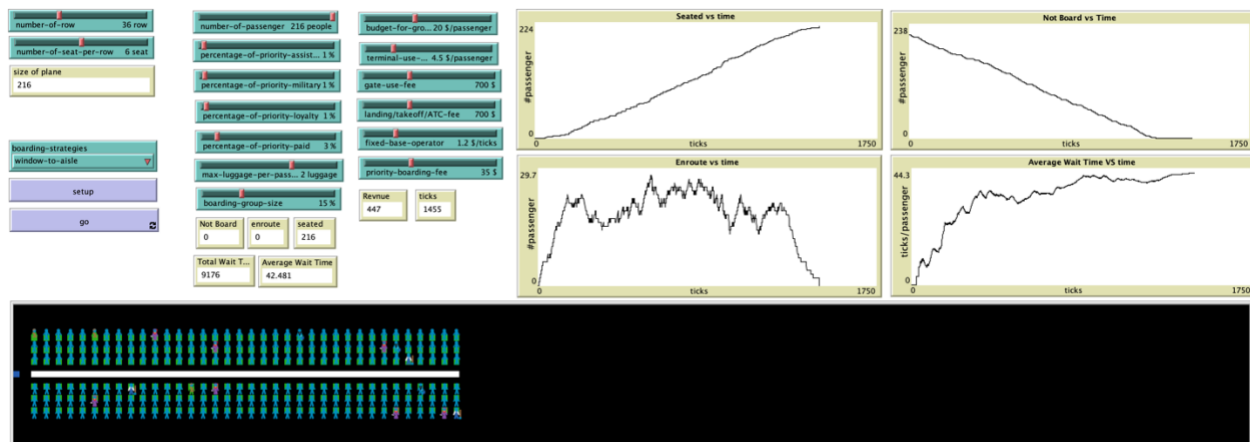 number-of-row 36 row
number-of-seat-per-row 6 seat
size of plane
216
boarding-strategies
window-to-aisle
setup
go
number-of-passenger 216 people
percentage-of-priority-assist... 1 %
percentage-of-priority-military 1 %
percentage-of-priority-loyalty 1 %
percentage-of-priority-paid 3 %
max-luggage-per-pass... 2 luggage
boarding-group-size 15 %
Not Board
0
enroute
0
seated
216
Total Wait T...
9176
Average Wait Time
42.481
budget-for-gro... 20 $/passenger
terminal-use-... 4.5 $/passenger
gate-use-fee 700 $
landing/takeoff/ATC-fee 700 $
fixed-base-operator 1.2 $/ticks
priority-boarding-fee 35 $
Revnue
447
ticks
1455
Seated vs time
224
#passenger
0
0
ticks
1750
Not Board vs Time
238
#passenger
0
0
ticks
1750
Enroute vs time
29.7
#passenger
0
0
ticks
1750
Average Wait Time VS time
44.3
ticks/passenger
0
0
ticks
1750